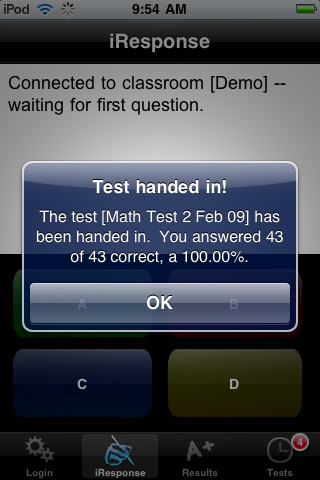 iPod 9:54 AM
iResponse
Connected to classroom [Demo] --
waiting for first question.
Test handed in!
The test [Math Test 2 Feb 09] has
been handed in. You answered 43
of 43 correct, a 100.00%.
A B
OK
C D
A+
4
Login iResponse Results Tests